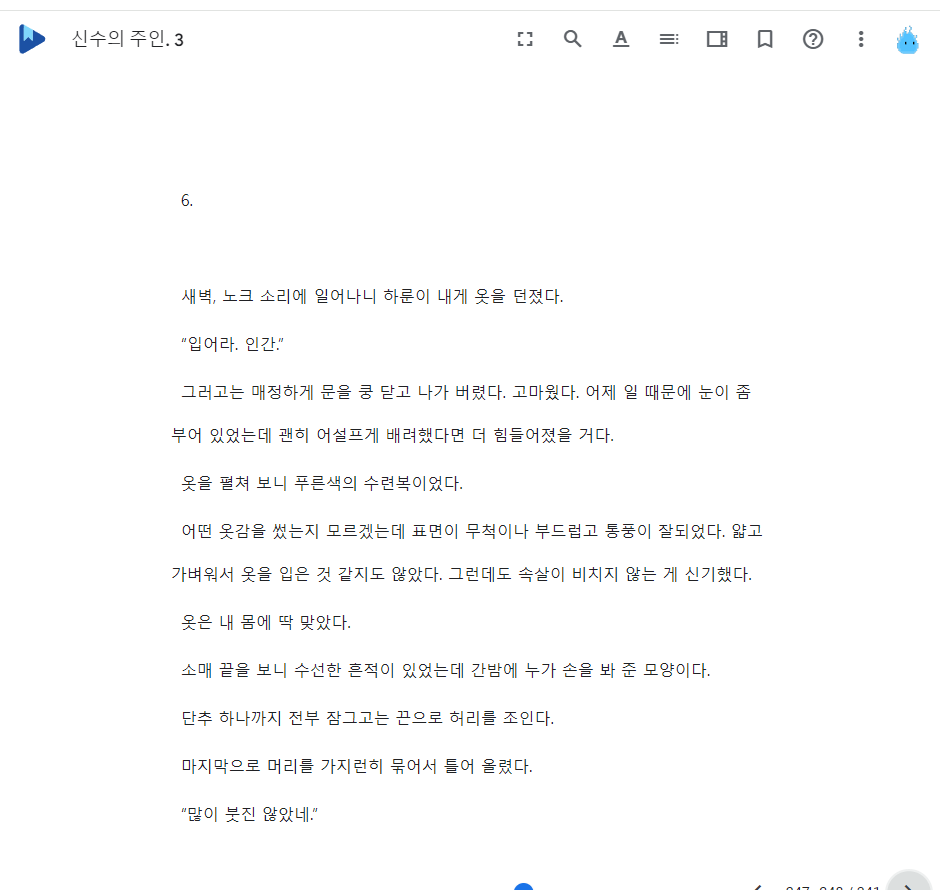 신수의 주인. 3
6.
새벽, 노크 소리에 일어나니 하룬이 내게 옷을 던졌다.
“입어라. 인간.”
그러고는 매정하게 문을 쿵 닫고 나가 버렸다. 고마웠다. 어제 일 때문에 눈이 좀
부어 있었는데 괜히 어설프게 배려했다면 더 힘들어졌을 거다.
옷을 펼쳐 보니 푸른색의 수련복이었다.
어떤 옷감을 썼는지 모르겠는데 표면이 무척이나 부드럽고 통풍이 잘되었다. 얇고
가벼워서 옷을 입은 것 같지도 않았다. 그런데도 속살이 비치지 않는 게 신기했다.
옷은 내 몸에 딱 맞았다.
소매 끝을 보니 수선한 흔적이 있었는데 간밤에 누가 손을 봐 준 모양이다.
단추 하나까지 전부 잠그고는 끈으로 허리를 조인다.
마지막으로 머리를 가지런히 묶어서 틀어 올렸다.
“많이 붓진 않았네.”